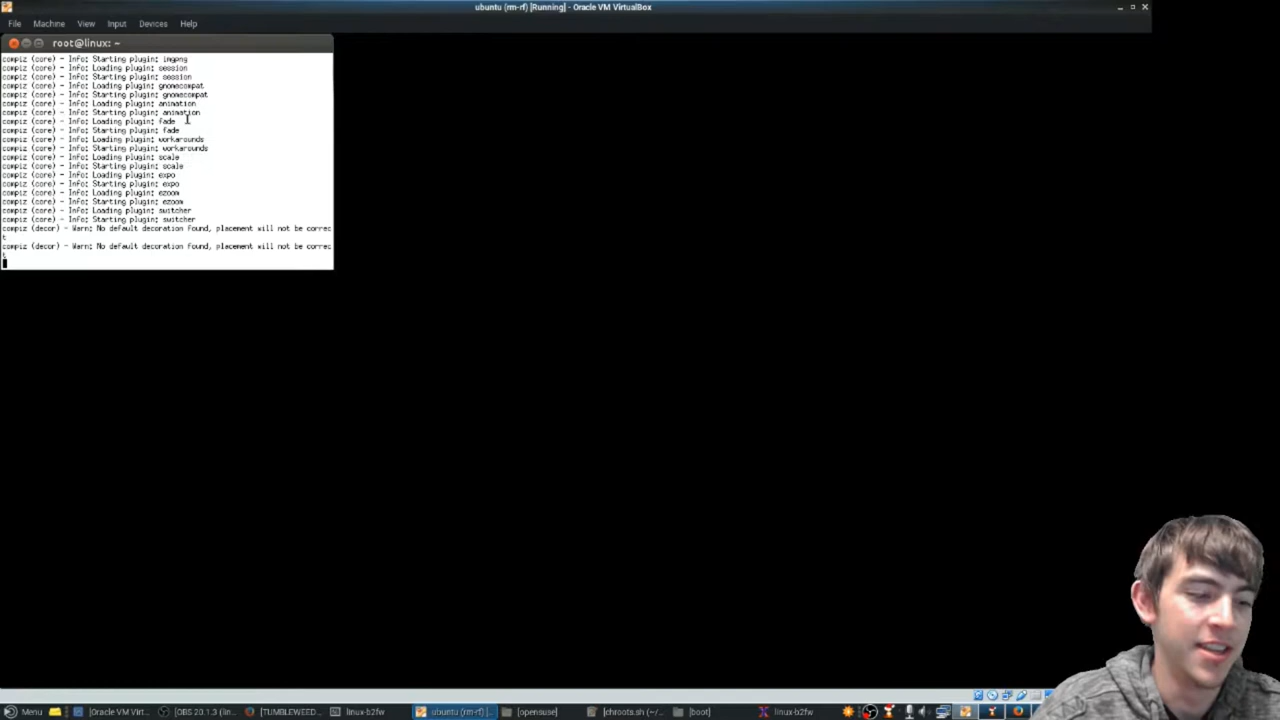 ubuntu (rm-rf) [Running] - Oracle VM VirtualBox
File Machine View Input Devices Help
root@linux: ~
compiz (core) - Info: Starting plugin: imgpng
compiz (core) - Info: Loading plugin: session
compiz (core) - Info: Starting plugin: session
compiz (core) - Info: Loading plugin: gnomecompat
compiz (core) - Info: Starting plugin: gnomecompat
compiz (core) - Info: Loading plugin: animation
compiz (core) - Info: Starting plugin: animation
compiz (core) - Info: Loading plugin: fade
compiz (core) - Info: Starting plugin: fade
compiz (core) - Info: Loading plugin: workarounds
compiz (core) - Info: Starting plugin: workarounds
compiz (core) - Info: Loading plugin: scale
compiz (core) - Info: Starting plugin: scale
compiz (core) - Info: Loading plugin: expo
compiz (core) - Info: Starting plugin: expo
compiz (core) - Info: Loading plugin: ezoom
compiz (core) - Info: Starting plugin: ezoom
compiz (core) - Info: Loading plugin: switcher
compiz (core) - Info: Starting plugin: switcher
compiz (decor) - Warn: No default decoration found, placement will not be correc
t
compiz (decor) - Warn: No default decoration found, placement will not be correc
t
Menu [Oracle VM Virt... [OBS 20.1.3 (lin... [TUMBLEWEED... linux-b2fw ubuntu (rm-rf) [... [opensuse] [chroots.sh (~/... [boot] linux-b2fw